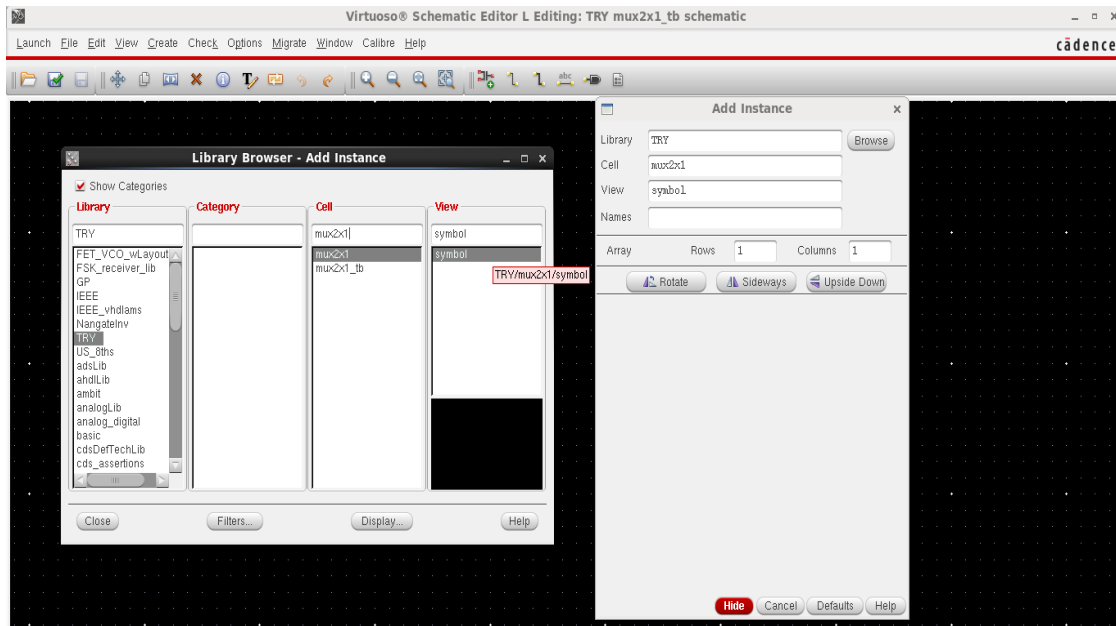 Virtuoso® Schematic Editor L Editing: TRY mux2x1_tb schematic
Launch File Edit View Create Check Options Migrate Window Calibre Help
cādence
abc
Add Instance
Library TRY Browse
Cell mux2x1
View symbol
Names
Array Rows 1 Columns 1
Rotate Sideways Upside Down
Hide Cancel Defaults Help
Library Browser - Add Instance
Show Categories
Library Category Cell View
TRY mux2x1 symbol
FET_VCO_wLayout
FSK_receiver_lib
GP
IEEE
IEEE_vhdlams
NangateInv
TRY
US_8ths
adsLib
ahdlLib
ambit
analogLib
analog_digital
basic
cdsDefTechLib
cds_assertions
mux2x1
mux2x1_tb
symbol
TRY/mux2x1/symbol
Close Filters... Display... Help